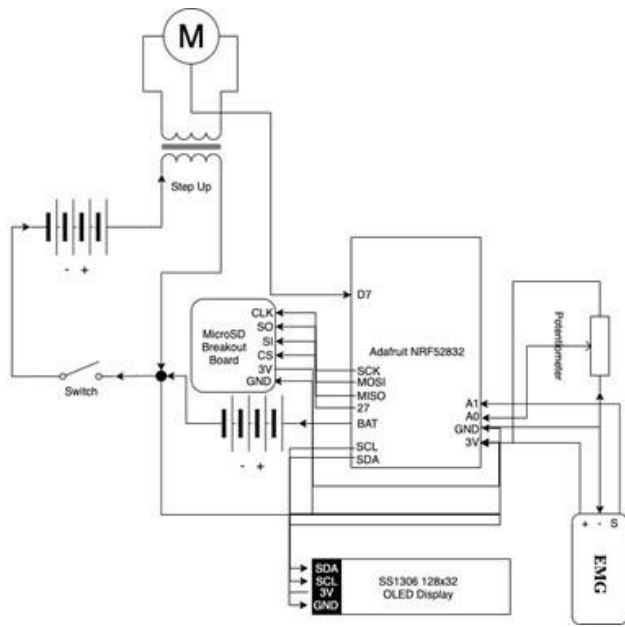 M
Step Up
- +
Switch
MicroSD
Breakout
Board
CLK
SO
SI
CS
3V
GND
- +
D7
Adafruit NRF52832
SCK
MOSI
MISO
27
BAT
SCL
SDA
A1
A0
GND
3V
Potentiometer
+ - S
EMG
SDA
SCL
3V
GND
SS1306 128x32
OLED Display